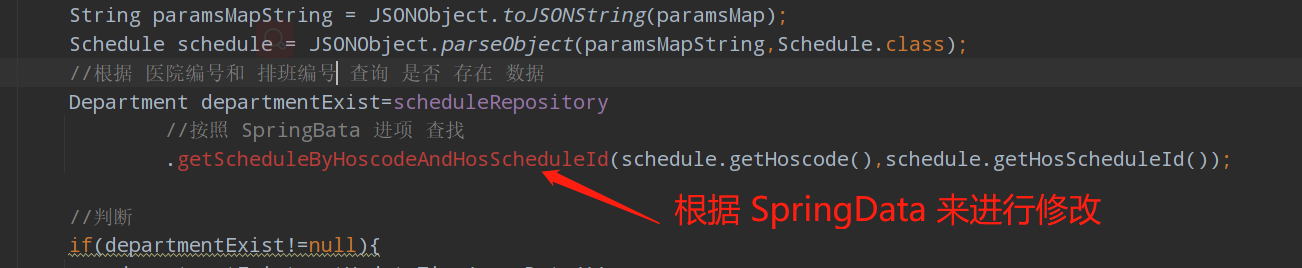 String paramsMapString = JSONObject.toJSONString(paramsMap);
Schedule schedule = JSONObject.parseObject(paramsMapString,Schedule.class);
//根据 医院编号和 排班编号 查询 是否 存在 数据
Department departmentExist=scheduleRepository
//按照 SpringBata 进项 查找
.getScheduleByHoscodeAndHosScheduleId(schedule.getHoscode(),schedule.getHosScheduleId());
根据 SpringData 来进行修改
//判断
if(departmentExist!=null){